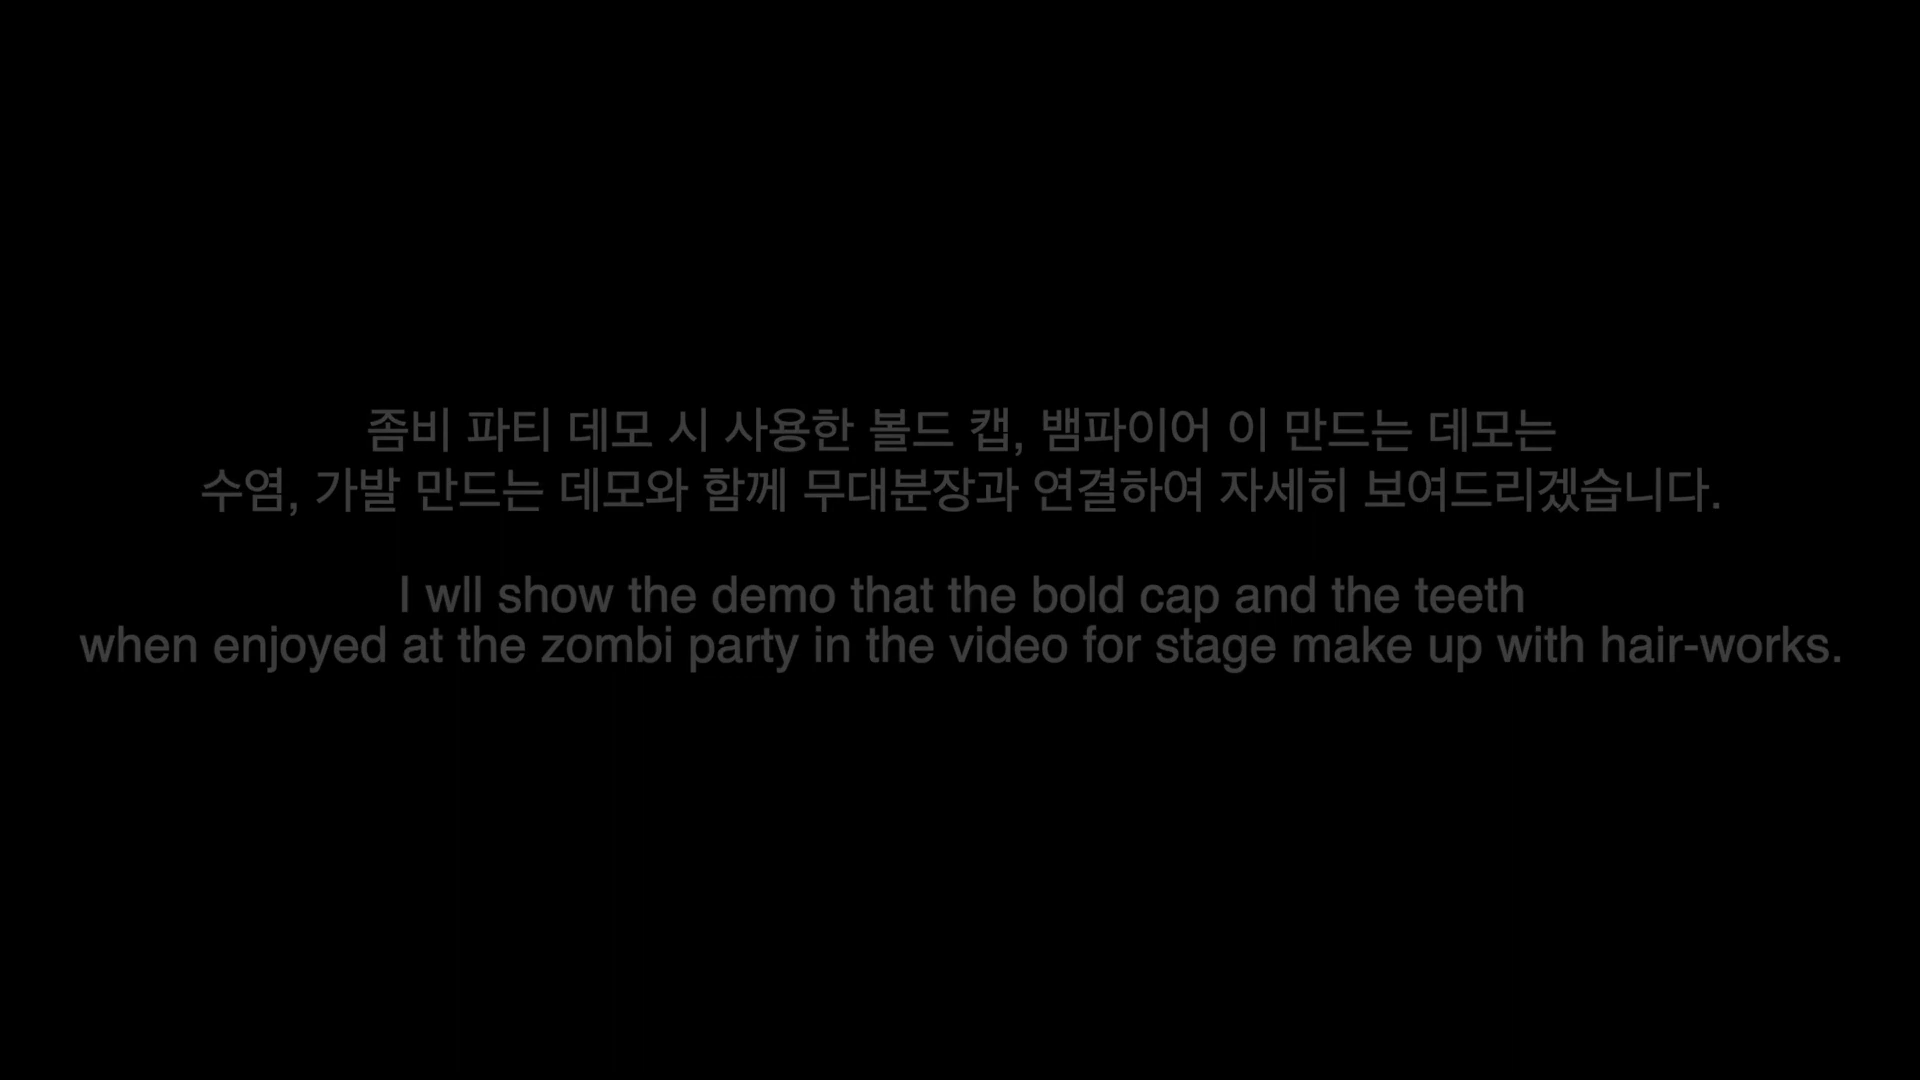 좀비 파티 데모 시 사용한 볼드 캡, 뱀파이어 이 만드는 데모는
수염, 가발 만드는 데모와 함께 무대분장과 연결하여 자세히 보여드리겠습니다.
I wll show the demo that the bold cap and the teeth
when enjoyed at the zombi party in the video for stage make up with hair-works.